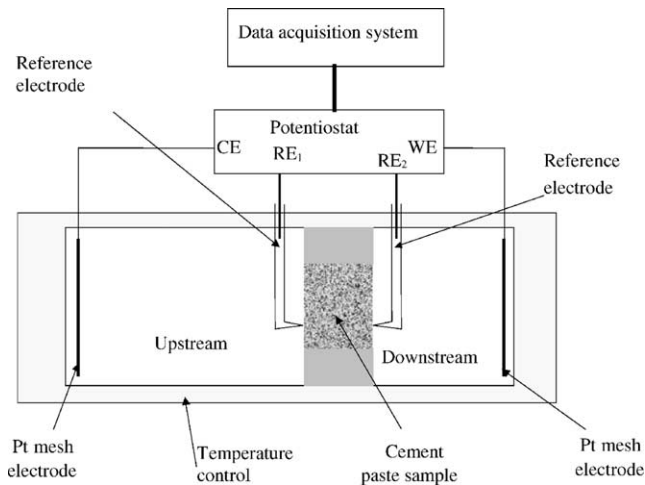 Data acquisition system
Reference
electrode
Potentiostat
CE
WE
RE₁
RE₂
Reference
electrode
Upstream
Downstream
Pt mesh
electrode
Temperature
control
Cement
paste sample
Pt mesh
electrode